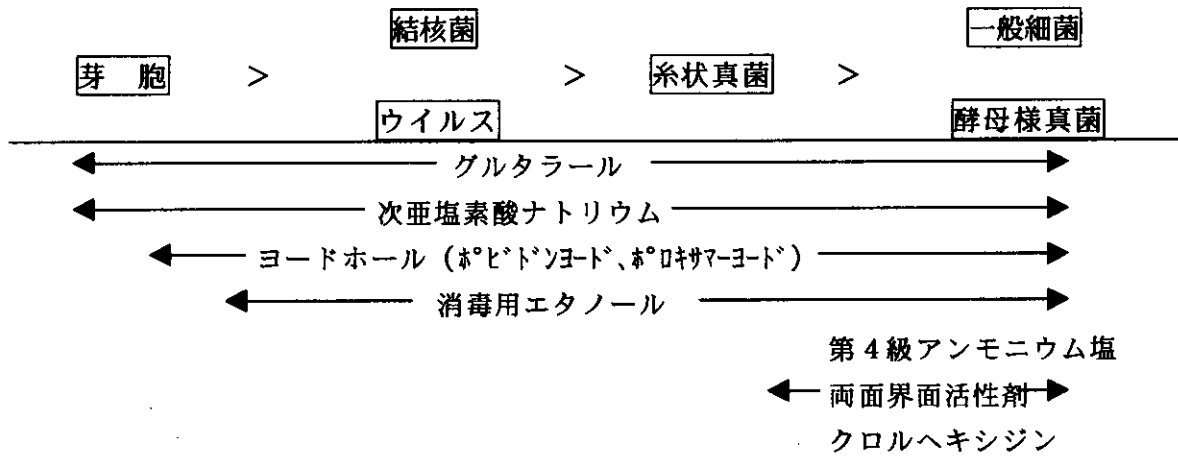 結核菌 一般細菌
芽 胞 > > 糸状真菌 >
ウイルス 酵母様真菌
グルタラール
次亜塩素酸ナトリウム
ヨードホール (ﾎﾟﾋﾞﾄﾞﾝﾖｰﾄﾞ、ﾎﾟﾛｷｻﾏｰﾖｰﾄﾞ)
消毒用エタノール
第4級アンモニウム塩
両面界面活性剤
クロルヘキシジン